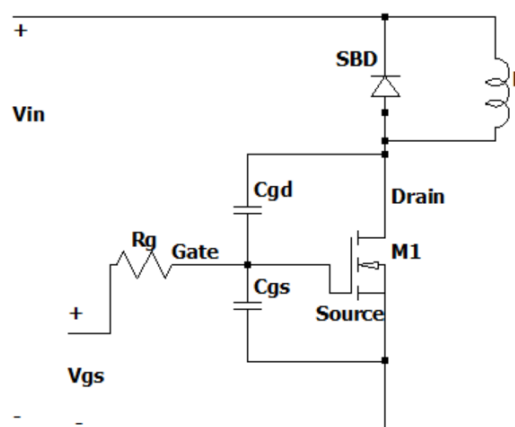 +
SBD
Vin
Cgd
Drain
Rg
Gate
M1
Cgs
+
Source
Vgs
-
-